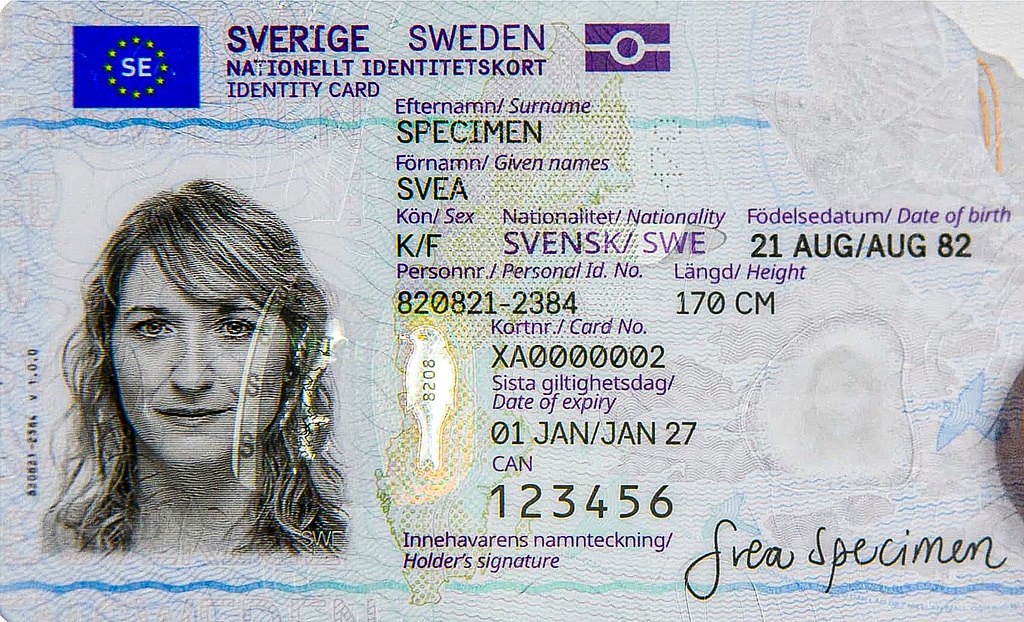 SE
SVERIGE SWEDEN
NATIONELLT IDENTITETSKORT
IDENTITY CARD
Efternamn/ Surname
SPECIMEN
Förnamn/ Given names
SVEA
Kön/ Sex Nationalitet/ Nationality Födelsedatum/ Date of birth
K/F SVENSK/ SWE 21 AUG/AUG 82
Personnr./ Personal Id. No. Längd/ Height
820821-2384 170 CM
Kortnr./ Card No.
XA0000002
Sista giltighetsdag/
Date of expiry
01 JAN/JAN 27
CAN
123456
Innehavarens namnteckning/
Holder's signature
Svea Specimen
8208
820821-2384 V 1.0.0
SWE